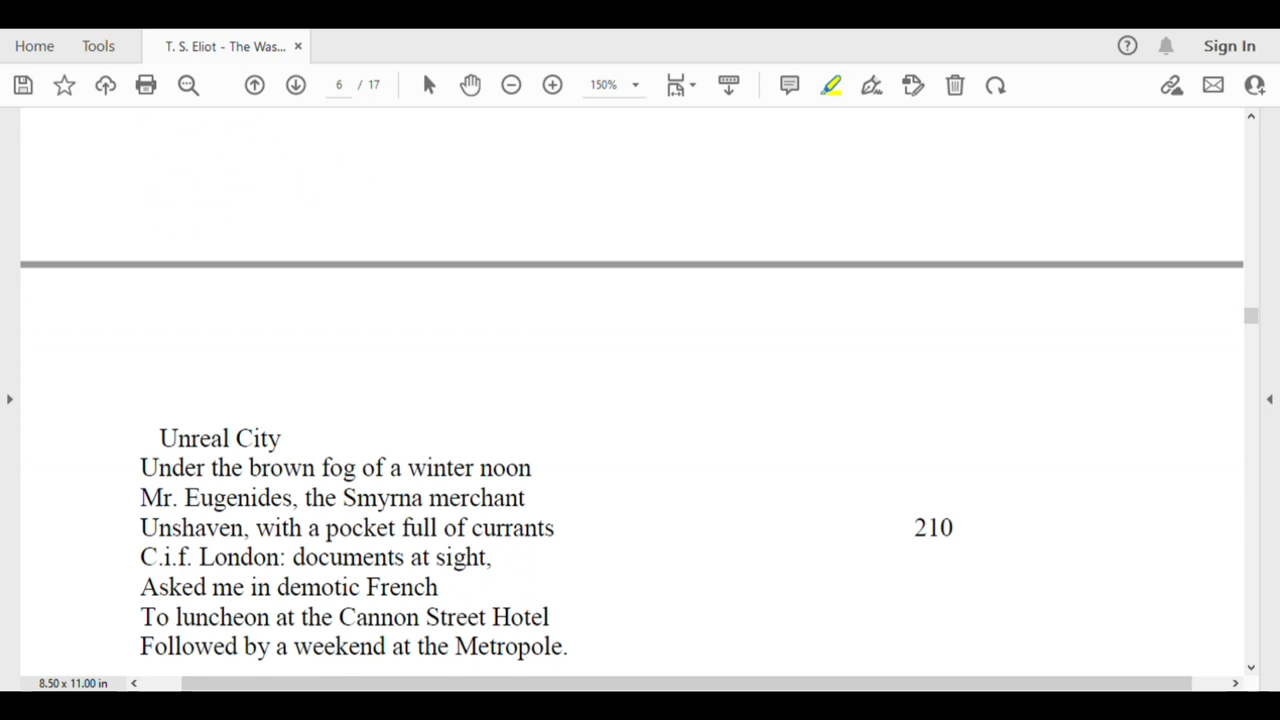 Home Tools T. S. Eliot - The Was... ×
? Sign In
6 / 17 150%
Unreal City
Under the brown fog of a winter noon
Mr. Eugenides, the Smyrna merchant
Unshaven, with a pocket full of currants 210
C.i.f. London: documents at sight,
Asked me in demotic French
To luncheon at the Cannon Street Hotel
Followed by a weekend at the Metropole.
8.50 x 11.00 in